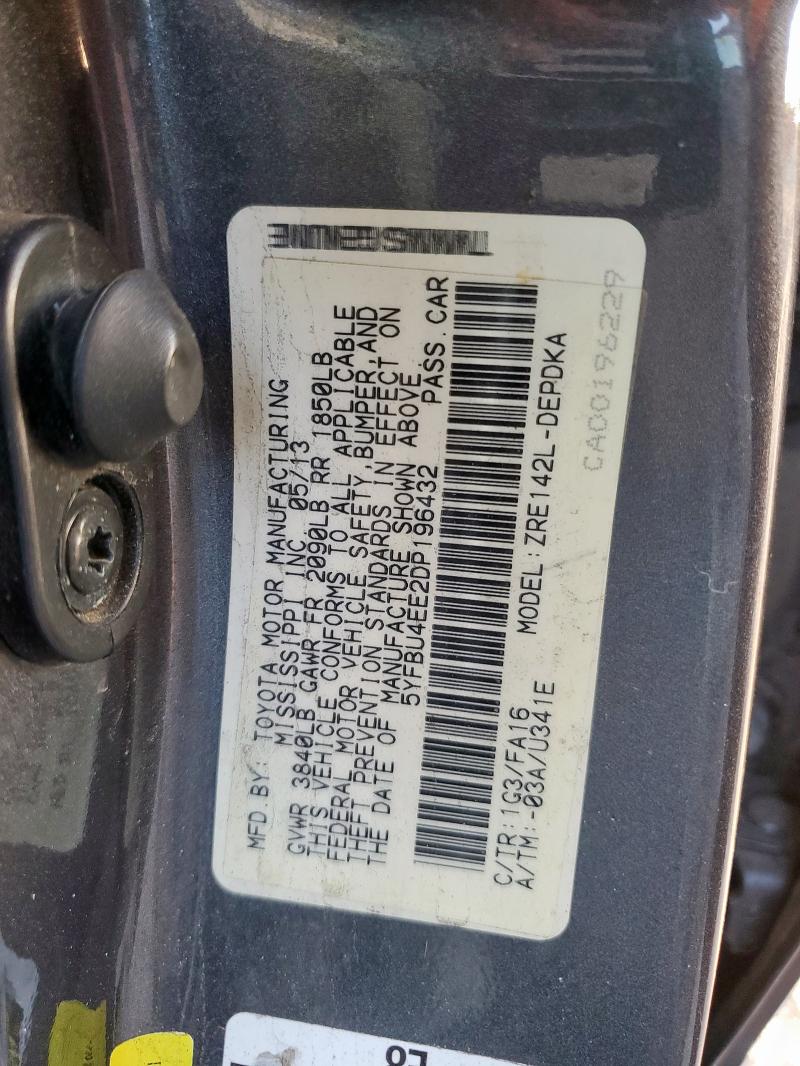 MFD.BY: TOYOTA MOTOR MANUFACTURING
MISSISSIPPI INC 05/13
GVWR 3840LB GAWR FR 2090LB RR 1850LB
THIS VEHICLE CONFORMS TO ALL APPLICABLE
FEDERAL MOTOR VEHICLE SAFETY,BUMPER,AND
THEFT PREVENTION STANDARDS IN EFFECT ON
THE DATE OF MANUFACTURE SHOWN ABOVE.
5YFBU4EE2DP196432 PASS.CAR
C/TR:1G3/FA16 MODEL:ZRE142L-DEPDKA
A/TM:-03A/U341E
CA00196229